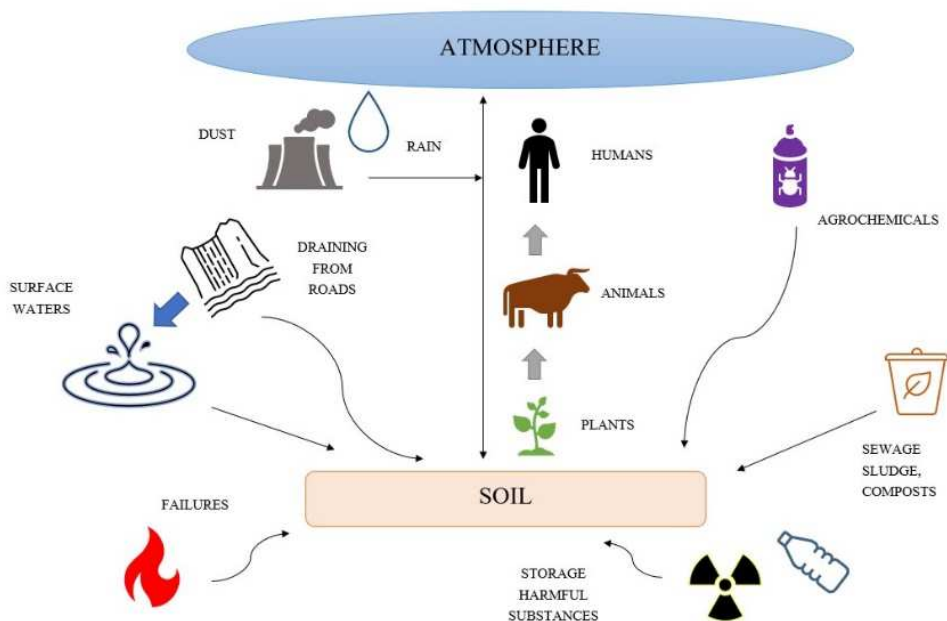 ATMOSPHERE
DUST
RAIN
HUMANS
AGROCHEMICALS
DRAINING
FROM
ROADS
SURFACE
WATERS
ANIMALS
PLANTS
SEWAGE
SLUDGE,
COMPOSTS
SOIL
FAILURES
STORAGE
HARMFUL
SUBSTANCES